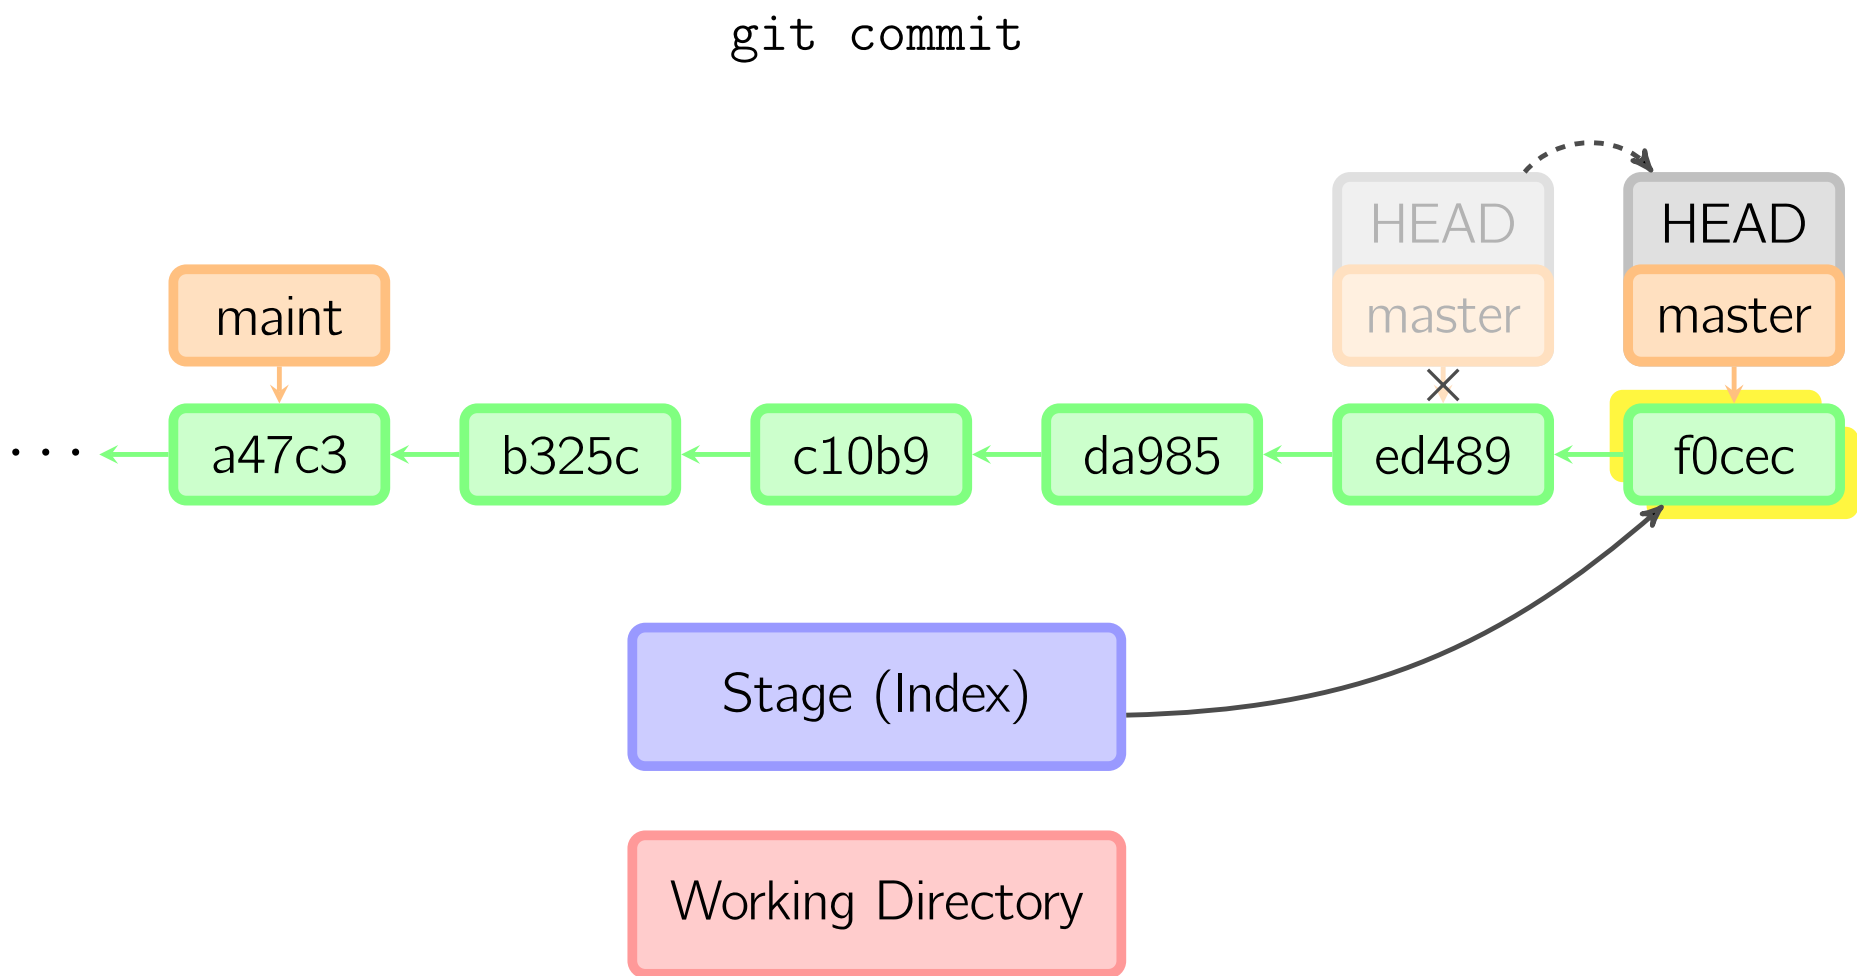 git commit
HEAD HEAD
maint master master
... a47c3 b325c c10b9 da985 ed489 f0cec
Stage (Index)
Working Directory